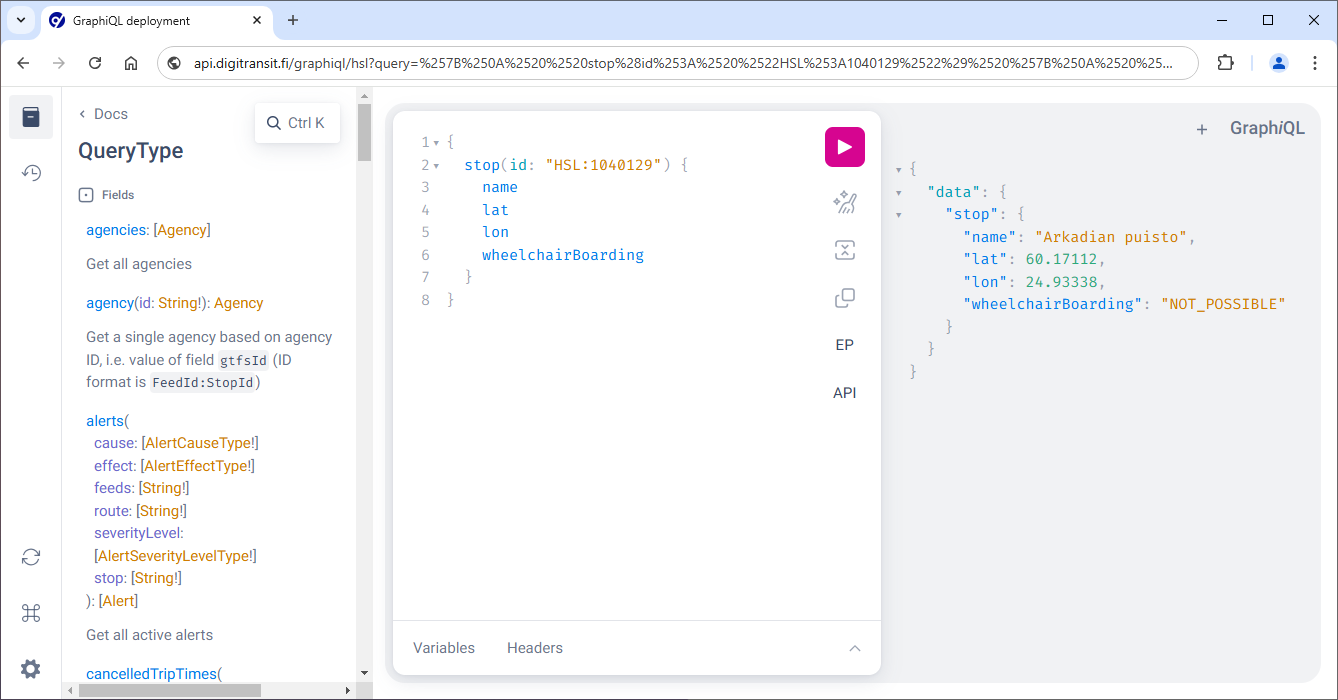 GraphiQL deployment
api.digitransit.fi/graphiql/hsl?query=%257B%250A%2520%2520stop%28id%253A%2520%2522HSL%253A1040129%2522%29%2520%257B%250A%2520%25...
Docs
Ctrl K
QueryType
Fields
agencies: [Agency]
Get all agencies
agency(id: String!): Agency
Get a single agency based on agency
ID, i.e. value of field gtfsId (ID
format is FeedId:StopId)
alerts(
cause: [AlertCauseType!]
effect: [AlertEffectType!]
feeds: [String!]
route: [String!]
severityLevel:
[AlertSeverityLevelType!]
stop: [String!]
): [Alert]
Get all active alerts
cancelledTripTimes(
1 {
2 stop(id: "HSL:1040129") {
3 name
4 lat
5 lon
6 wheelchairBoarding
7 }
8 }
EP
API
Variables
Headers
+ GraphiQL
{
"data": {
"stop": {
"name": "Arkadian puisto",
"lat": 60.17112,
"lon": 24.93338,
"wheelchairBoarding": "NOT_POSSIBLE"
}
}
}